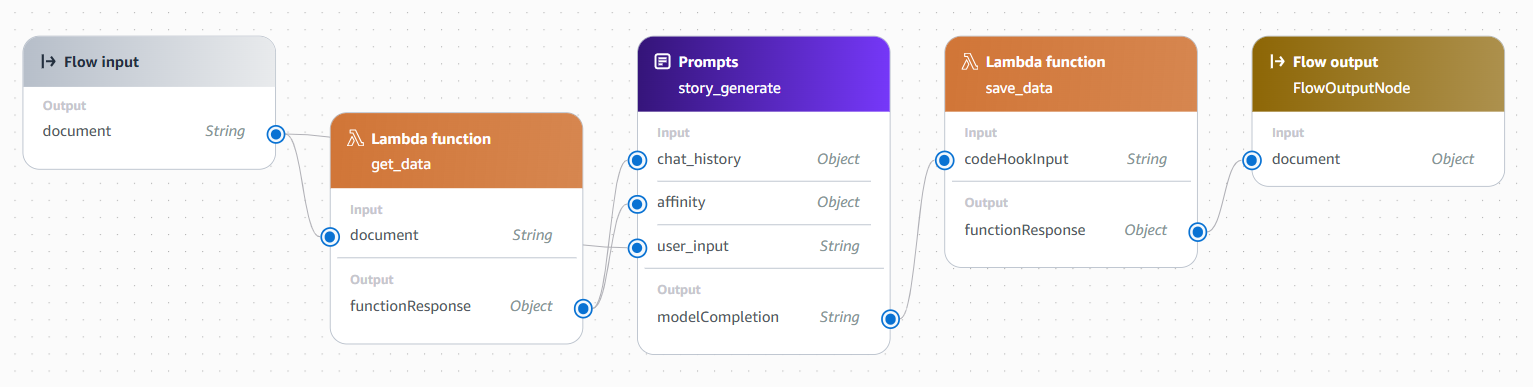 Flow input
Output
document String
Lambda function
get_data
Input
document String
Output
functionResponse Object
Prompts
story_generate
Input
chat_history Object
affinity Object
user_input String
Output
modelCompletion String
Lambda function
save_data
Input
codeHookInput String
Output
functionResponse Object
Flow output
FlowOutputNode
Input
document Object